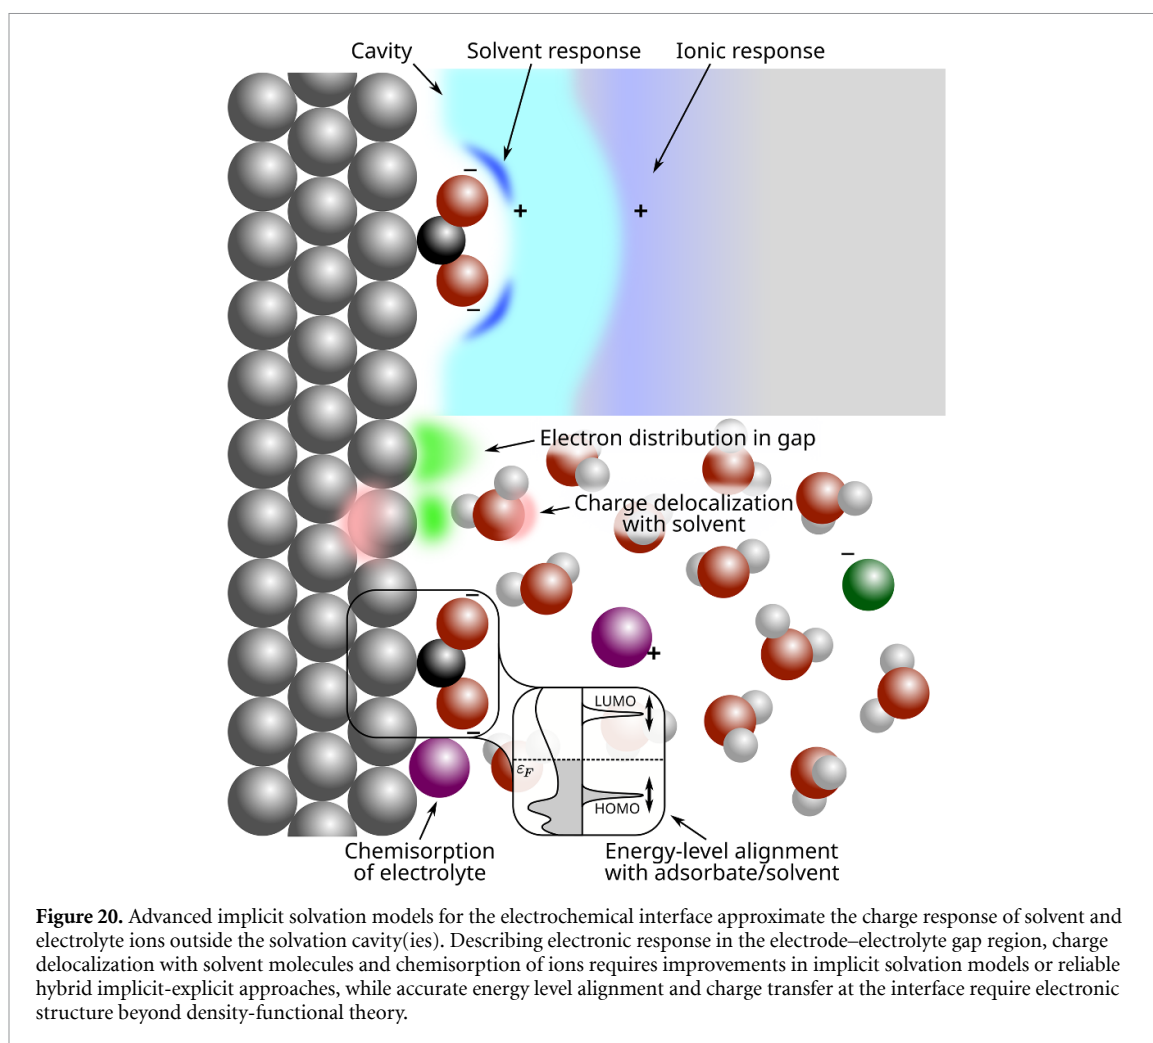 Cavity Solvent response Ionic response
−
+ +
−
Electron distribution in gap
Charge delocalization
with solvent
−
−
+
LUMO
−
εF
HOMO
Chemisorption
of electrolyte
Energy-level alignment
with adsorbate/solvent
Figure 20. Advanced implicit solvation models for the electrochemical interface approximate the charge response of solvent and
electrolyte ions outside the solvation cavity(ies). Describing electronic response in the electrode–electrolyte gap region, charge
delocalization with solvent molecules and chemisorption of ions requires improvements in implicit solvation models or reliable
hybrid implicit-explicit approaches, while accurate energy level alignment and charge transfer at the interface require electronic
structure beyond density-functional theory.